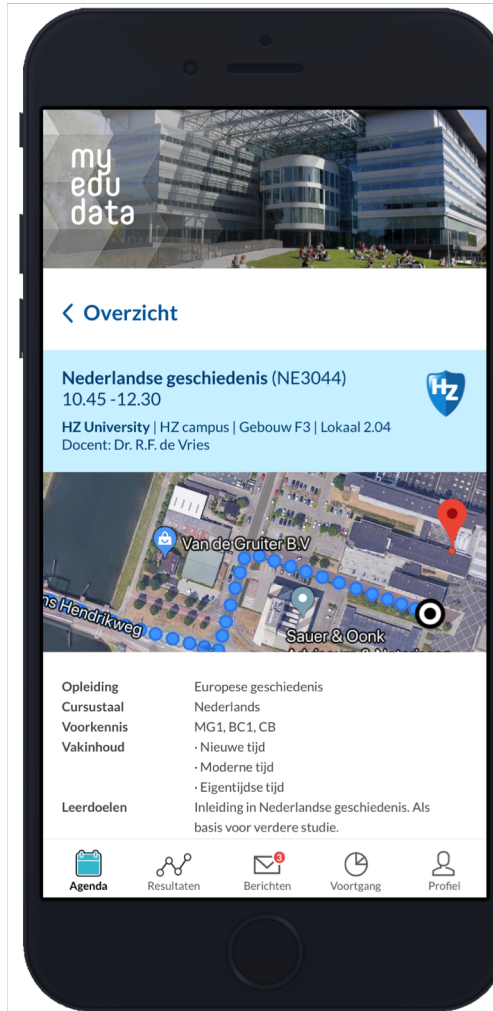 my
edu
data
Overzicht
Nederlandse geschiedenis (NE3044)
10.45 -12.30
HZ University | HZ campus | Gebouw F3 | Lokaal 2.04
Docent: Dr. R.F. de Vries
HZ
Van de Gruiter B.V
ns Hendrikweg
Sauer & Oonk
Opleiding Europese geschiedenis
Cursustaal Nederlands
Voorkennis MG1, BC1, CB
Vakinhoud · Nieuwe tijd
· Moderne tijd
· Eigentijdse tijd
Leerdoelen Inleiding in Nederlandse geschiedenis. Als
basis voor verdere studie.
3
Agenda Resultaten Berichten Voortgang Profiel